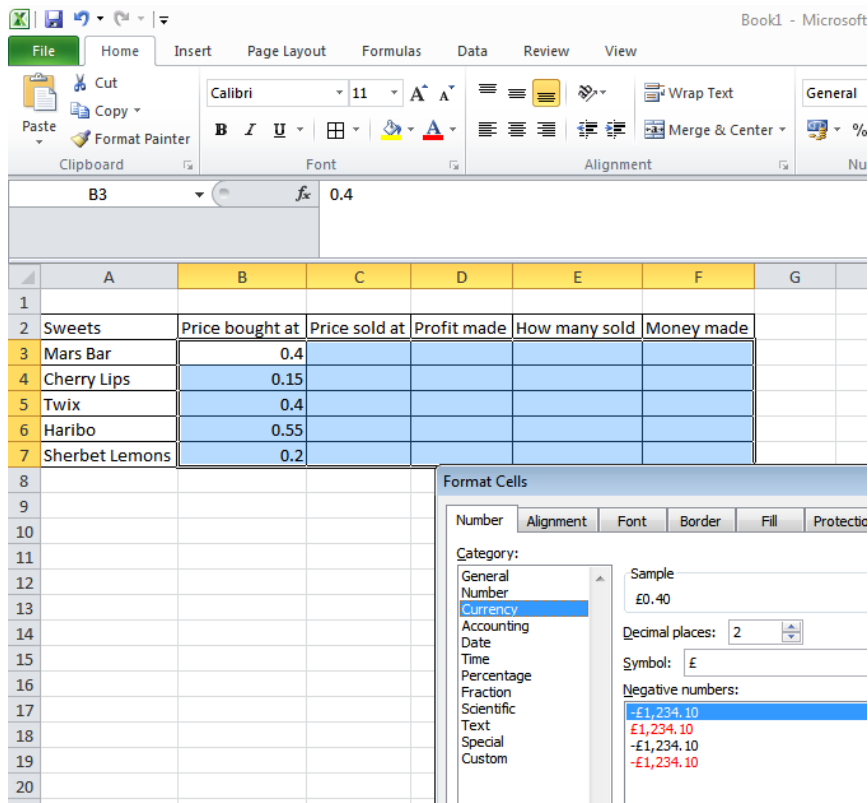 Book1 - Microsoft
File Home Insert Page Layout Formulas Data Review View
Cut
Copy
Format Painter
Paste
Calibri 11 A A
B I U A
Wrap Text
Merge & Center
General
%
Clipboard Font Alignment Nu
B3 fx 0.4
A B C D E F G
1
2 Sweets Price bought at Price sold at Profit made How many sold Money made
3 Mars Bar 0.4
4 Cherry Lips 0.15
5 Twix 0.4
6 Haribo 0.55
7 Sherbet Lemons 0.2
8
9
10
11
12
13
14
15
16
17
18
19
20
Format Cells
Number Alignment Font Border Fill Protectio
Category:
General
Number
Currency
Accounting
Date
Time
Percentage
Fraction
Scientific
Text
Special
Custom
Sample
£0.40
Decimal places: 2
Symbol: £
Negative numbers:
-£1,234.10
£1,234.10
-£1,234.10
-£1,234.10